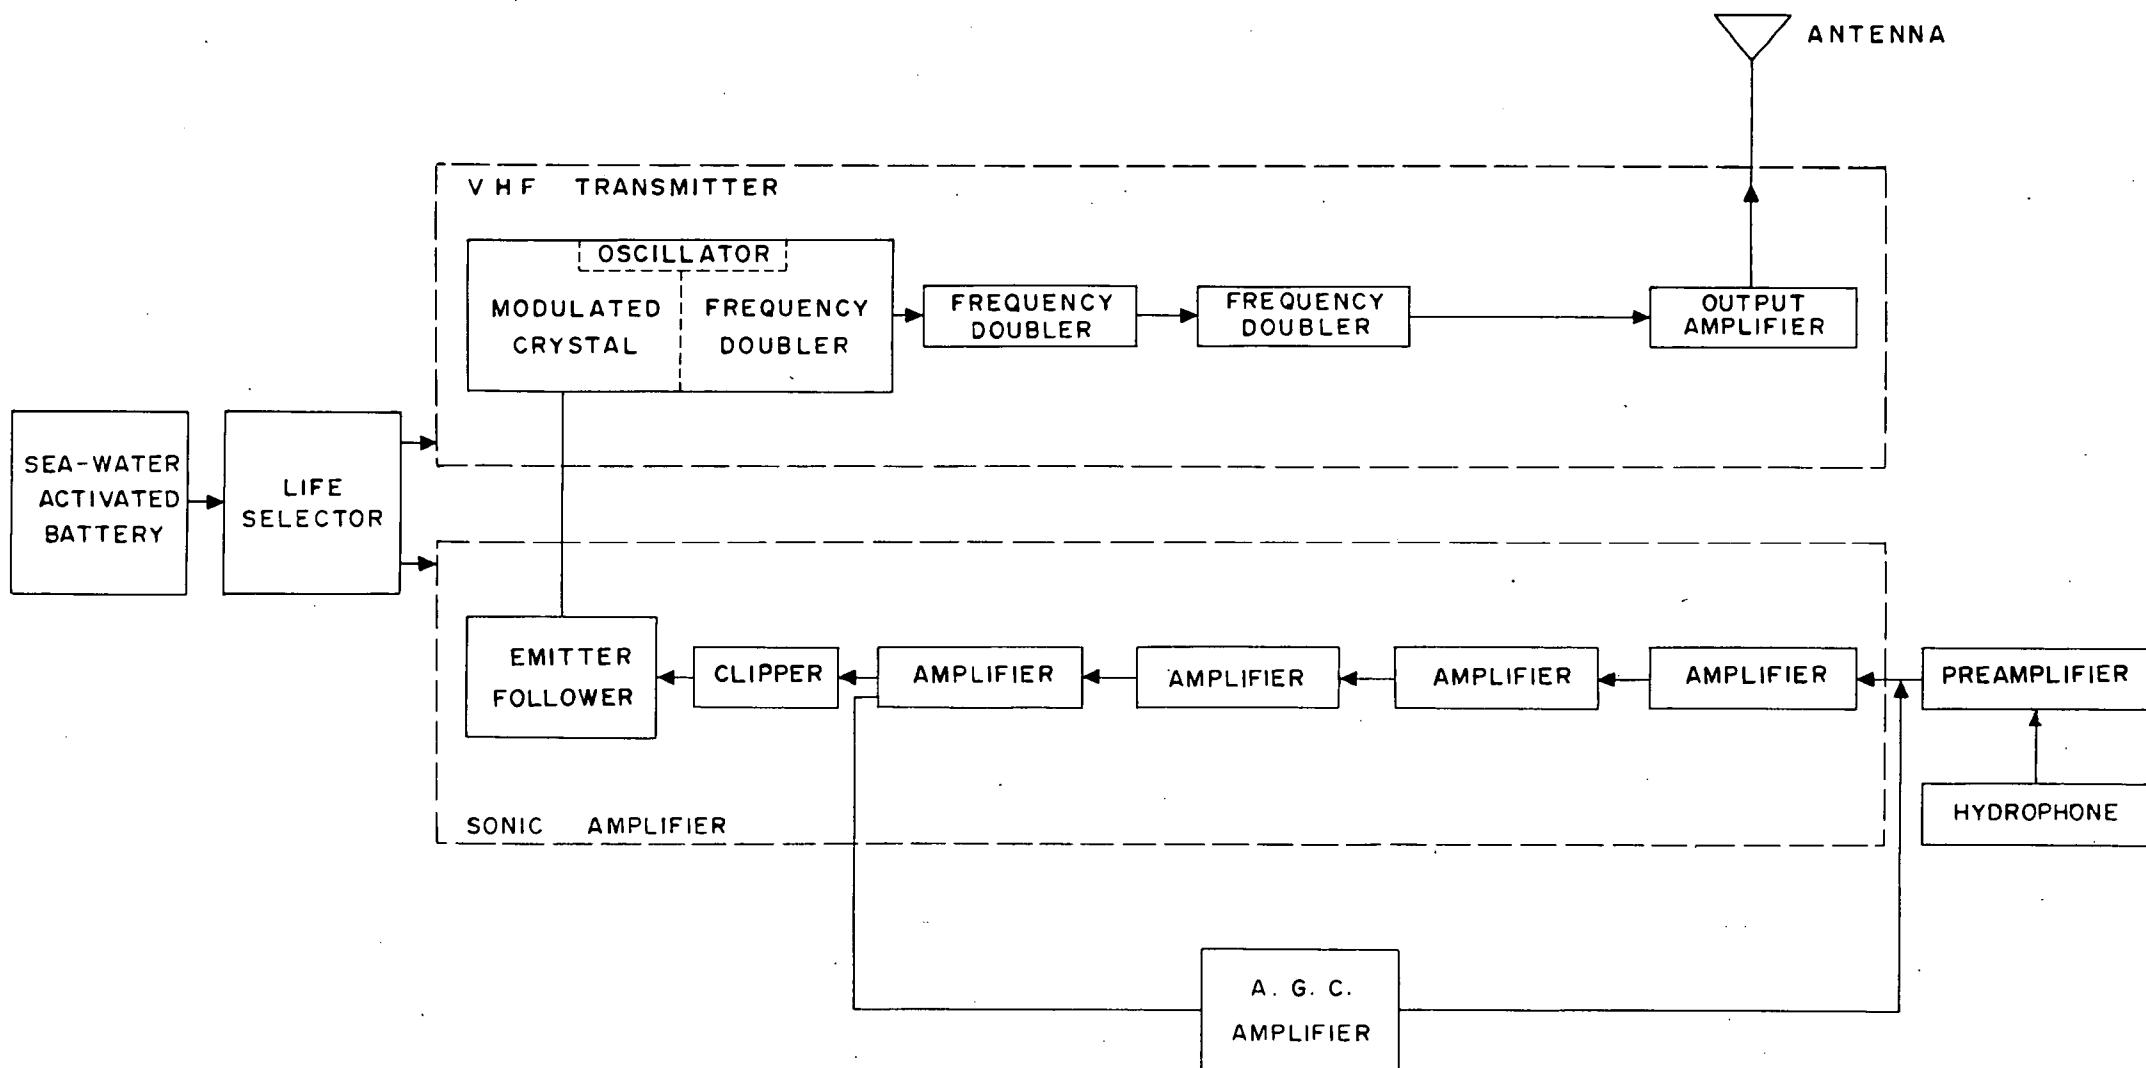 ANTENNA
VHF TRANSMITTER
OSCILLATOR
MODULATED
CRYSTAL
FREQUENCY
DOUBLER
FREQUENCY
DOUBLER
FREQUENCY
DOUBLER
OUTPUT
AMPLIFIER
SEA-WATER
ACTIVATED
BATTERY
LIFE
SELECTOR
EMITTER
FOLLOWER
CLIPPER
AMPLIFIER
AMPLIFIER
AMPLIFIER
AMPLIFIER
PREAMPLIFIER
HYDROPHONE
SONIC AMPLIFIER
A. G. C.
AMPLIFIER